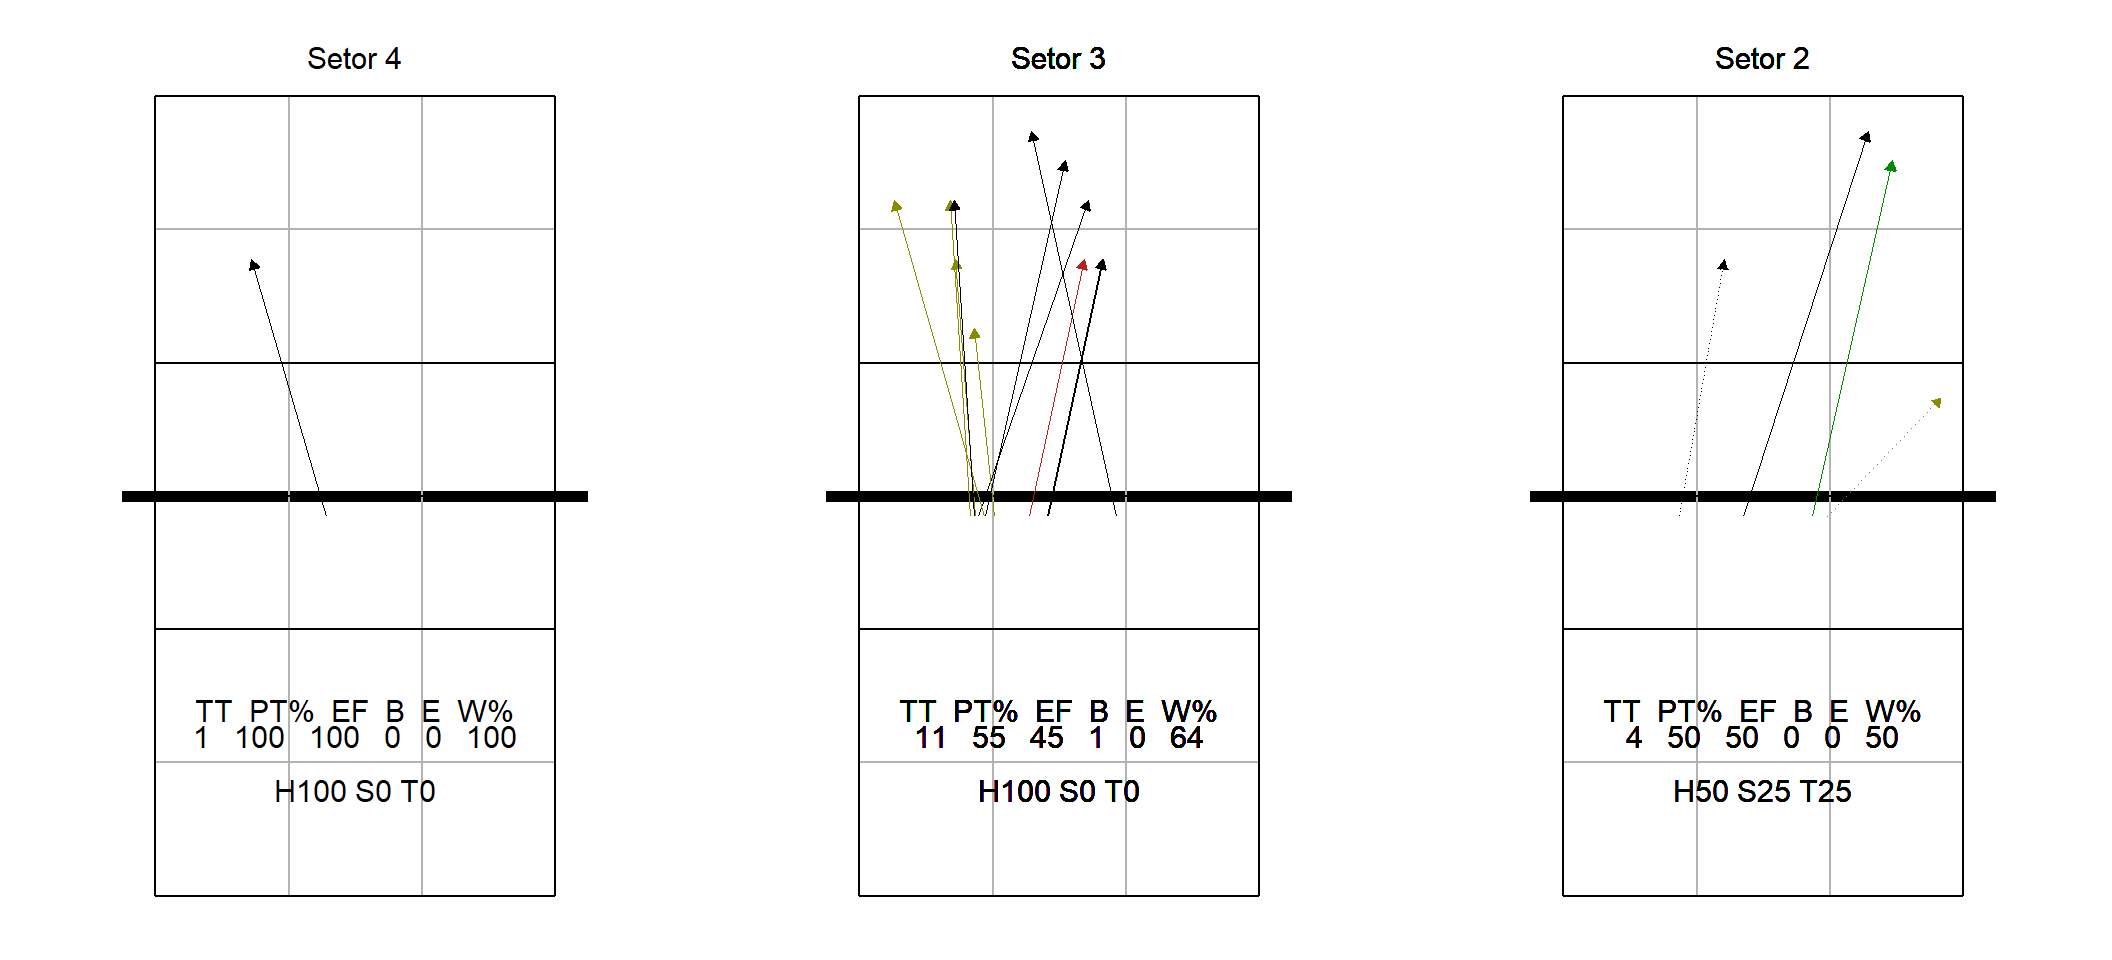 Setor 4
TT PT% EF B E W%
1 100 100 0 0 100
H100 S0 T0
Setor 3
TT PT% EF B E W%
11 55 45 1 0 64
H100 S0 T0
Setor 2
TT PT% EF B E W%
4 50 50 0 0 50
H50 S25 T25